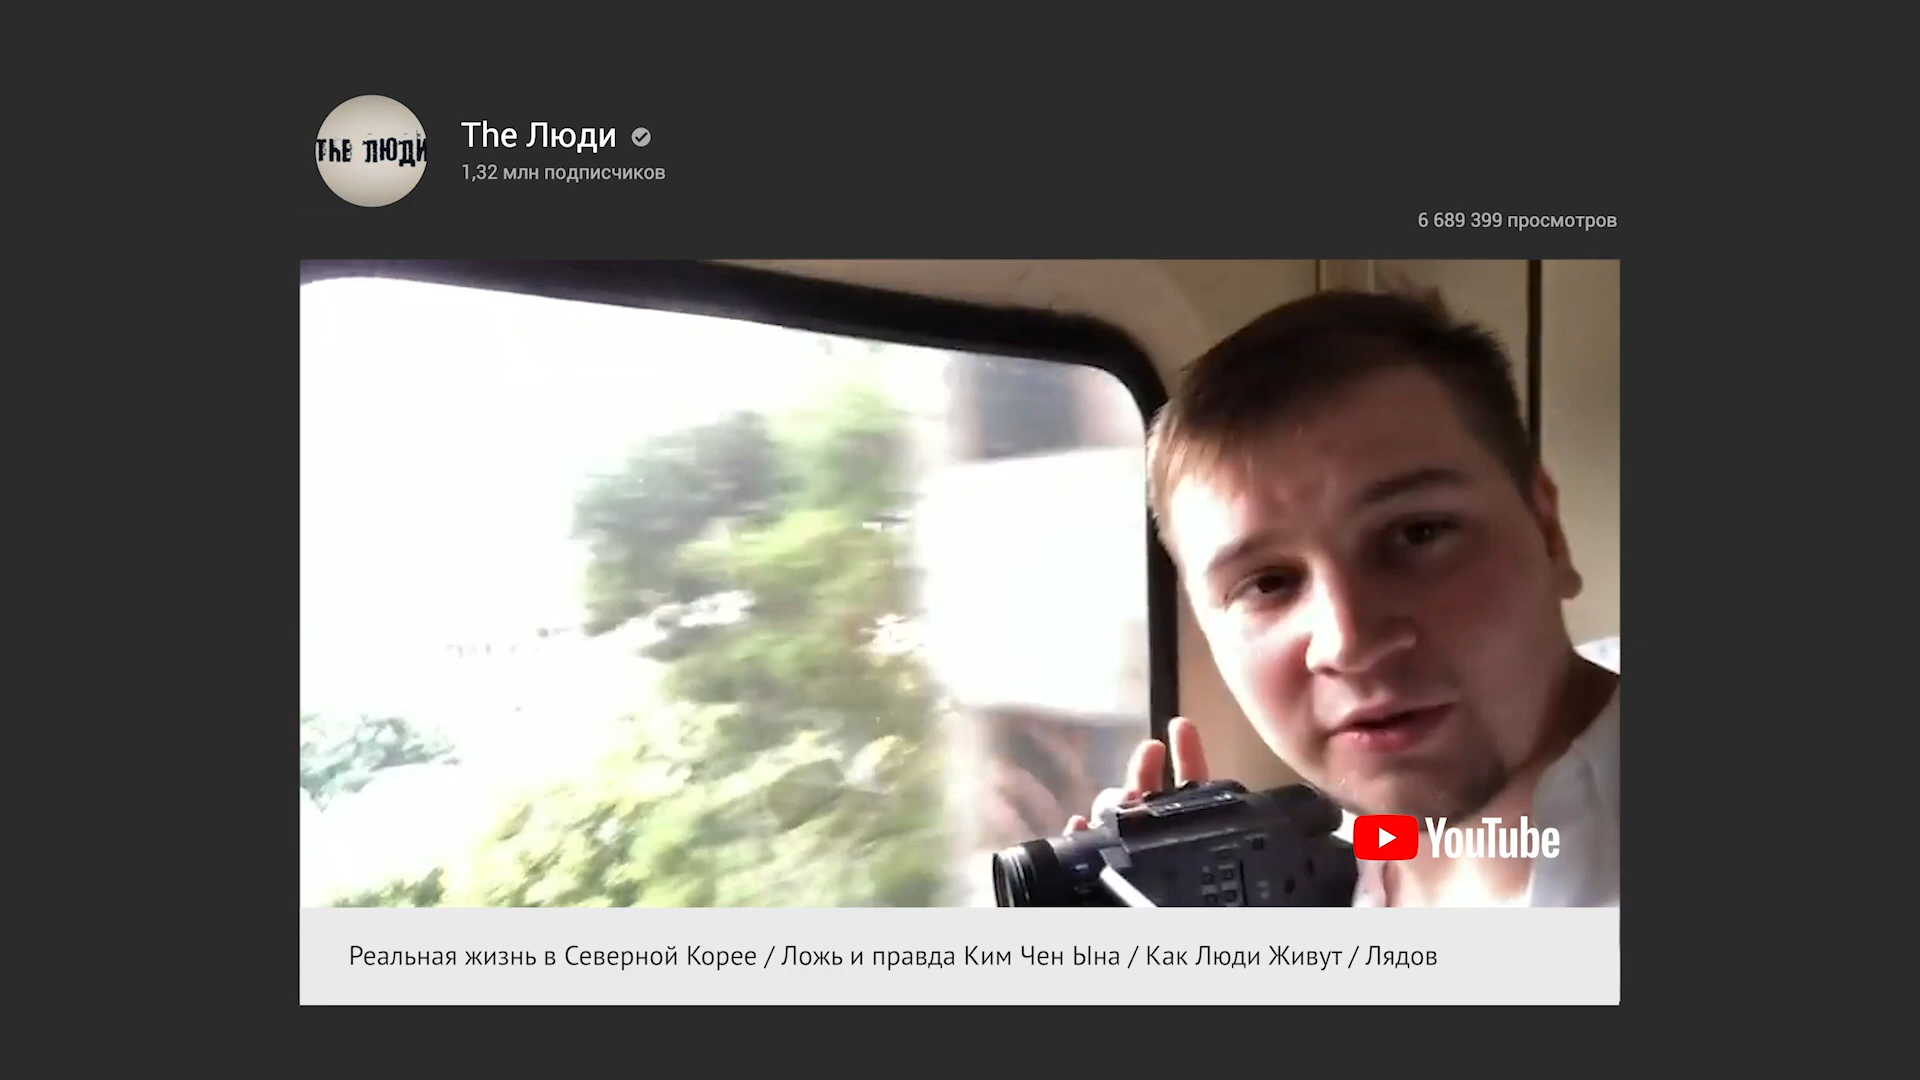 The ЛЮДИ
The Люди
1,32 млн подписчиков
6 689 399 просмотров
YouTube
Реальная жизнь в Северной Корее / Ложь и правда Ким Чен Ына / Как Люди Живут / Лядов